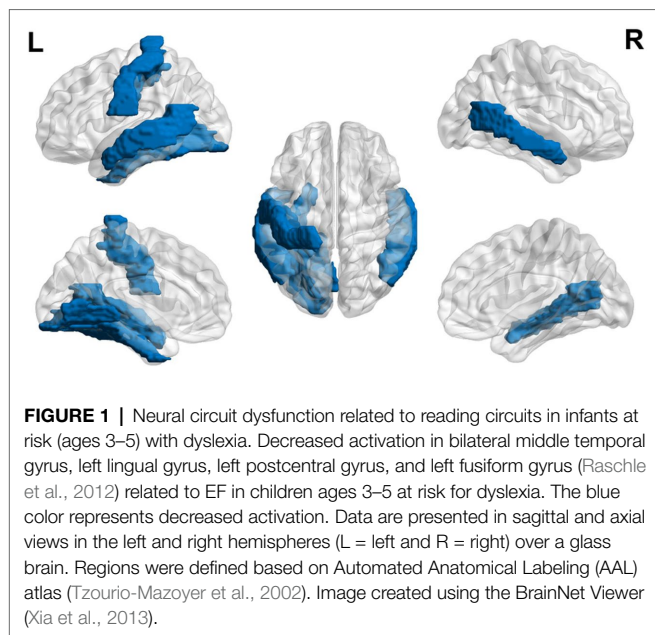 L
R
FIGURE 1 | Neural circuit dysfunction related to reading circuits in infants at
risk (ages 3–5) with dyslexia. Decreased activation in bilateral middle temporal
gyrus, left lingual gyrus, left postcentral gyrus, and left fusiform gyrus (Raschle
et al., 2012) related to EF in children ages 3–5 at risk for dyslexia. The blue
color represents decreased activation. Data are presented in sagittal and axial
views in the left and right hemispheres (L = left and R = right) over a glass
brain. Regions were defined based on Automated Anatomical Labeling (AAL)
atlas (Tzourio-Mazoyer et al., 2002). Image created using the BrainNet Viewer
(Xia et al., 2013).